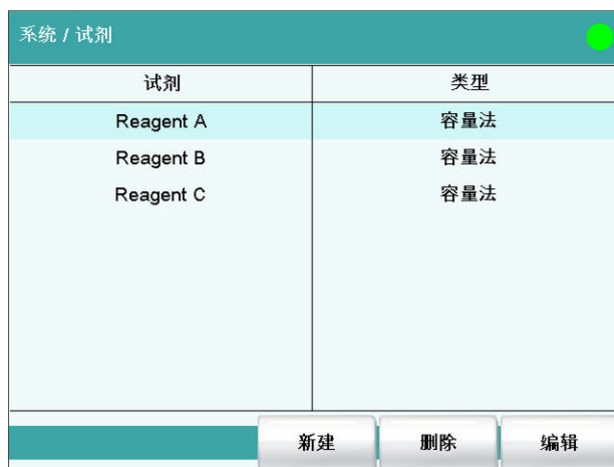 系统 / 试剂
试剂 类型
Reagent A 容量法
Reagent B 容量法
Reagent C 容量法
新建 删除 编辑